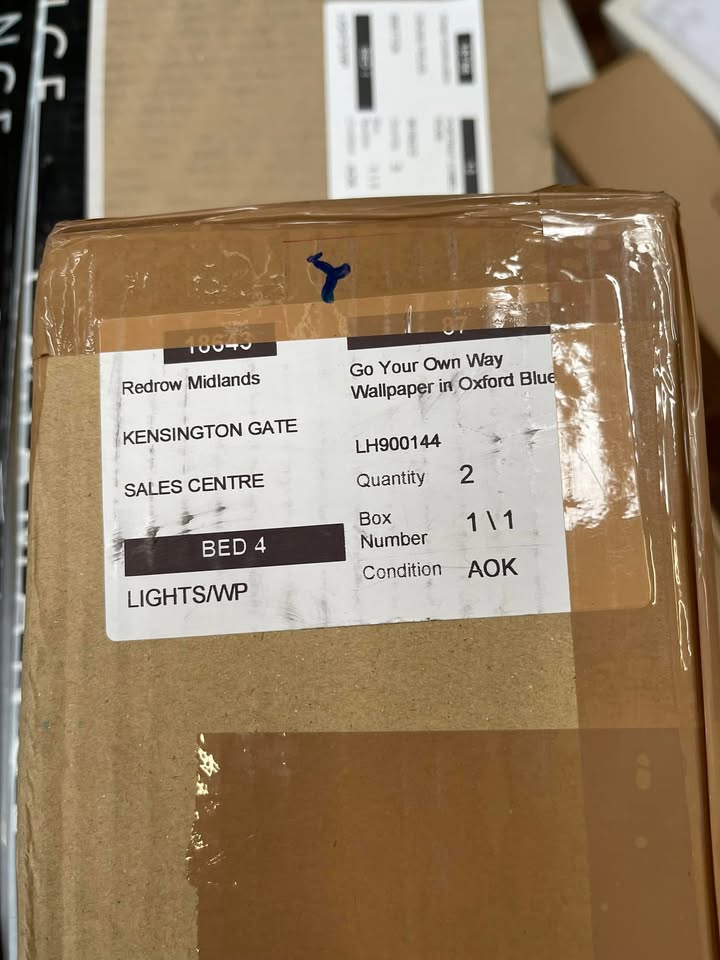 Redrow Midlands
KENSINGTON GATE
SALES CENTRE
BED 4
LIGHTS/WP
Go Your Own Way
Wallpaper in Oxford Blue
LH900144
Quantity 2
Box
Number 1 \ 1
Condition AOK